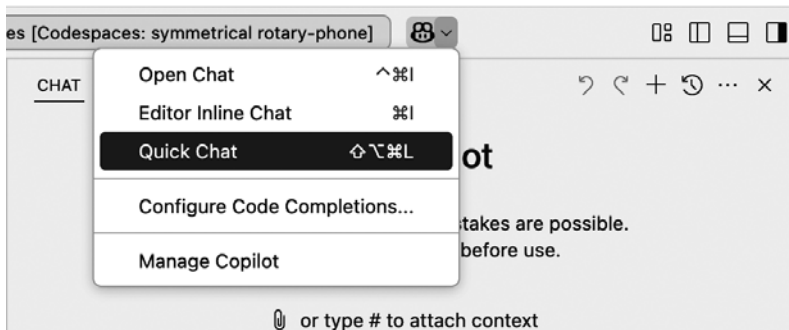 es [Codespaces: symmetrical rotary-phone]
CHAT
Open Chat ⌃⌘I
Editor Inline Chat ⌘I
Quick Chat ⇧⌥⌘L
Configure Code Completions...
Manage Copilot
ot
stakes are possible.
before use.
or type # to attach context